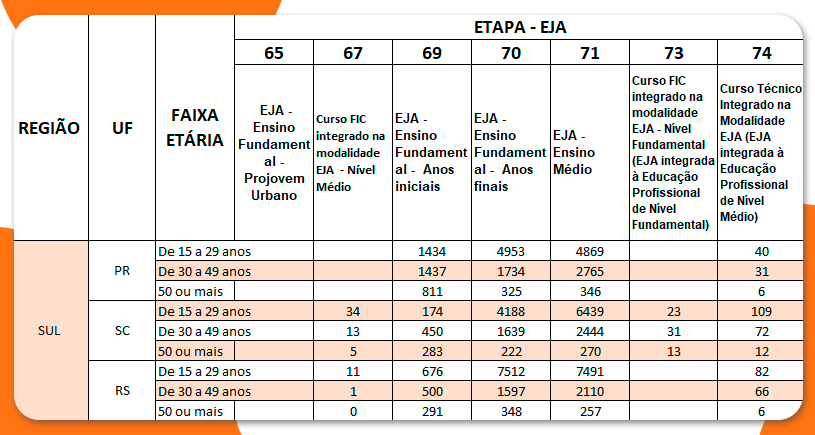 ETAPA - EJA
REGIÃO UF FAIXA ETÁRIA 65 67 69 70 71 73 74
EJA - Ensino Fundament al - Projovem Urbano
Curso FIC integrado na modalidade EJA - Nível Médio
EJA - Ensino Fundament al - Anos iniciais
EJA - Ensino Fundament al - Anos finais
EJA - Ensino Médio
Curso FIC integrado na modalidade EJA - Nível Fundamental (EJA integrada à Educação Profissional de Nível Fundamental)
Curso Técnico Integrado na Modalidade EJA (EJA integrada à Educação Profissional de Nível Médio)
SUL
PR
De 15 a 29 anos 1434 4953 4869 40
De 30 a 49 anos 1437 1734 2765 31
50 ou mais 811 325 346 6
SC
De 15 a 29 anos 34 174 4188 6439 23 109
De 30 a 49 anos 13 450 1639 2444 31 72
50 ou mais 5 283 222 270 13 12
RS
De 15 a 29 anos 11 676 7512 7491 82
De 30 a 49 anos 1 500 1597 2110 66
50 ou mais 0 291 348 257 6